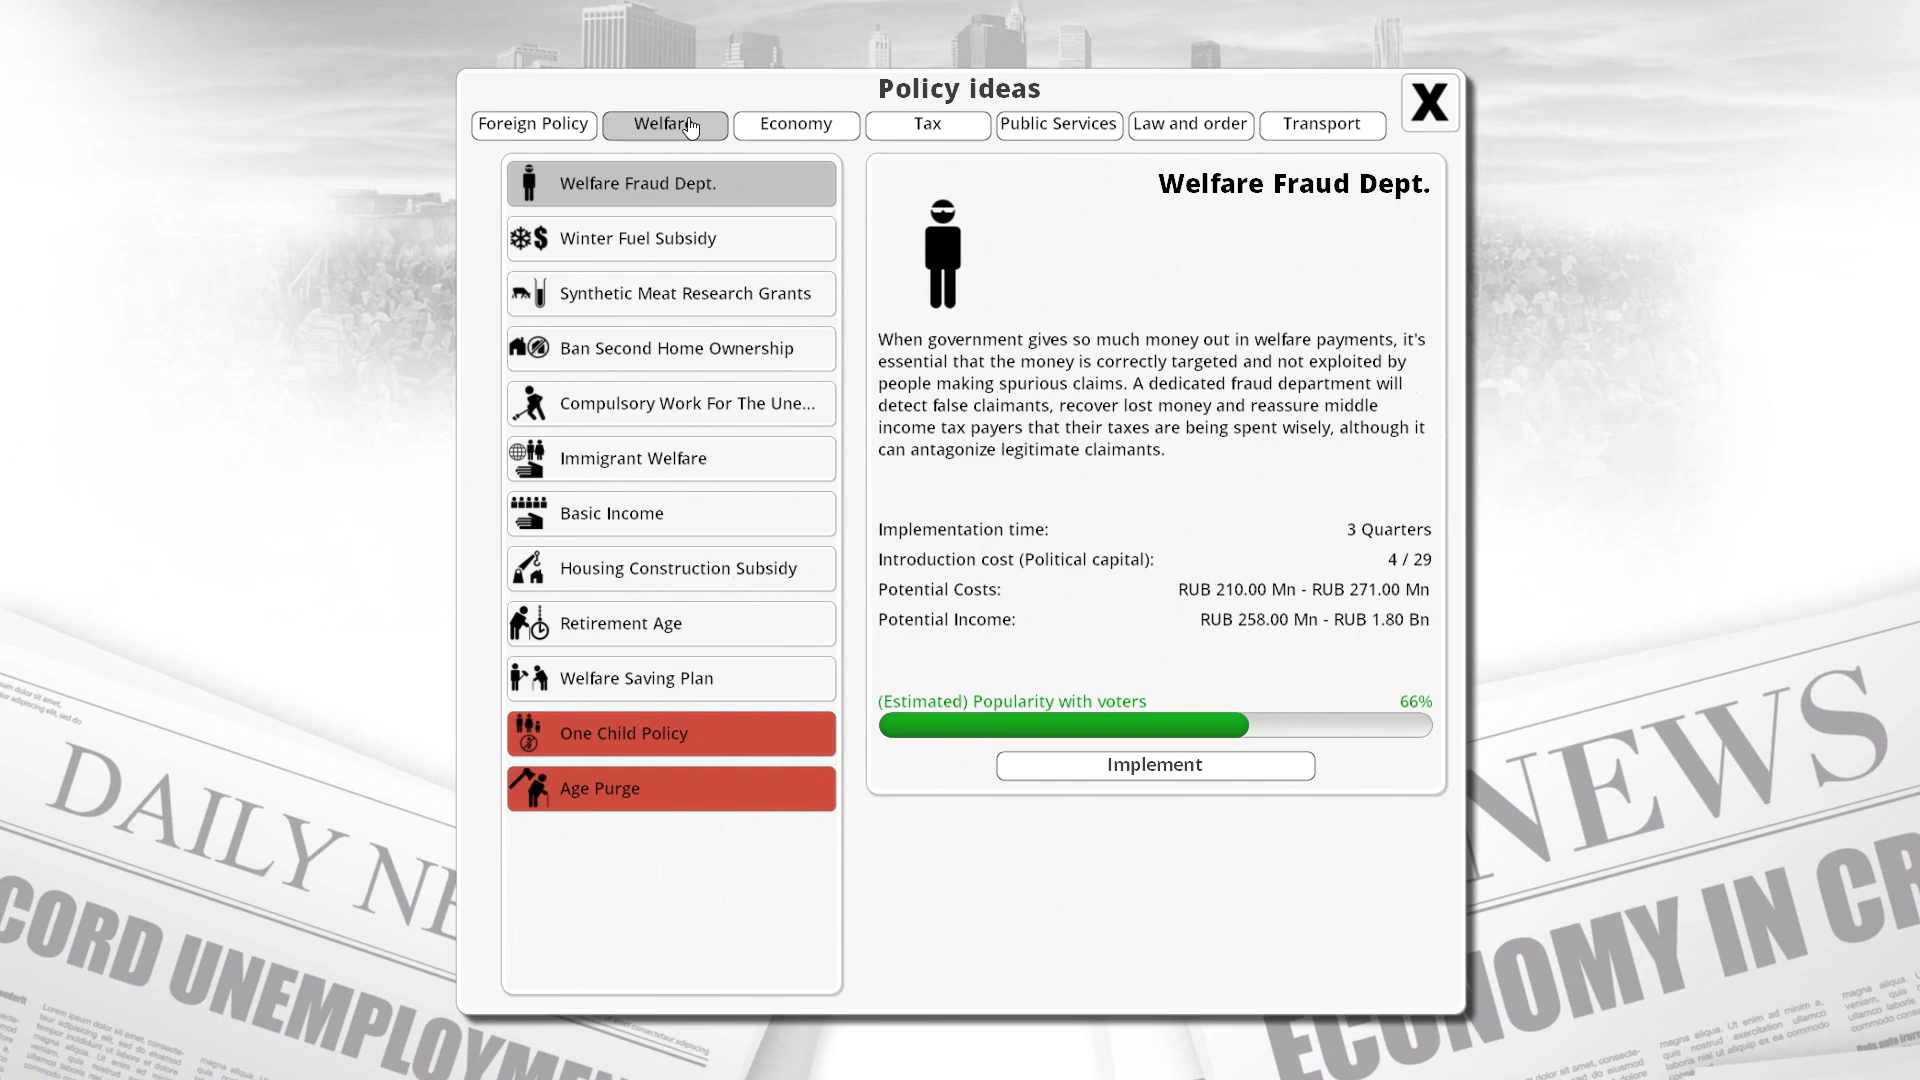 Policy ideas
X
Foreign Policy
Welfare
Economy
Tax
Public Services
Law and order
Transport
Welfare Fraud Dept.
Winter Fuel Subsidy
Synthetic Meat Research Grants
Ban Second Home Ownership
Compulsory Work For The Une...
Immigrant Welfare
Basic Income
Housing Construction Subsidy
Retirement Age
Welfare Saving Plan
One Child Policy
Age Purge
Welfare Fraud Dept.
When government gives so much money out in welfare payments, it's
essential that the money is correctly targeted and not exploited by
people making spurious claims. A dedicated fraud department will
detect false claimants, recover lost money and reassure middle
income tax payers that their taxes are being spent wisely, although it
can antagonize legitimate claimants.
Implementation time: 3 Quarters
Introduction cost (Political capital): 4 / 29
Potential Costs: RUB 210.00 Mn - RUB 271.00 Mn
Potential Income: RUB 258.00 Mn - RUB 1.80 Bn
(Estimated) Popularity with voters 66%
Implement
DAILY NE
CORD UNEMPLOYME
NEWS
ECONOMY IN CR